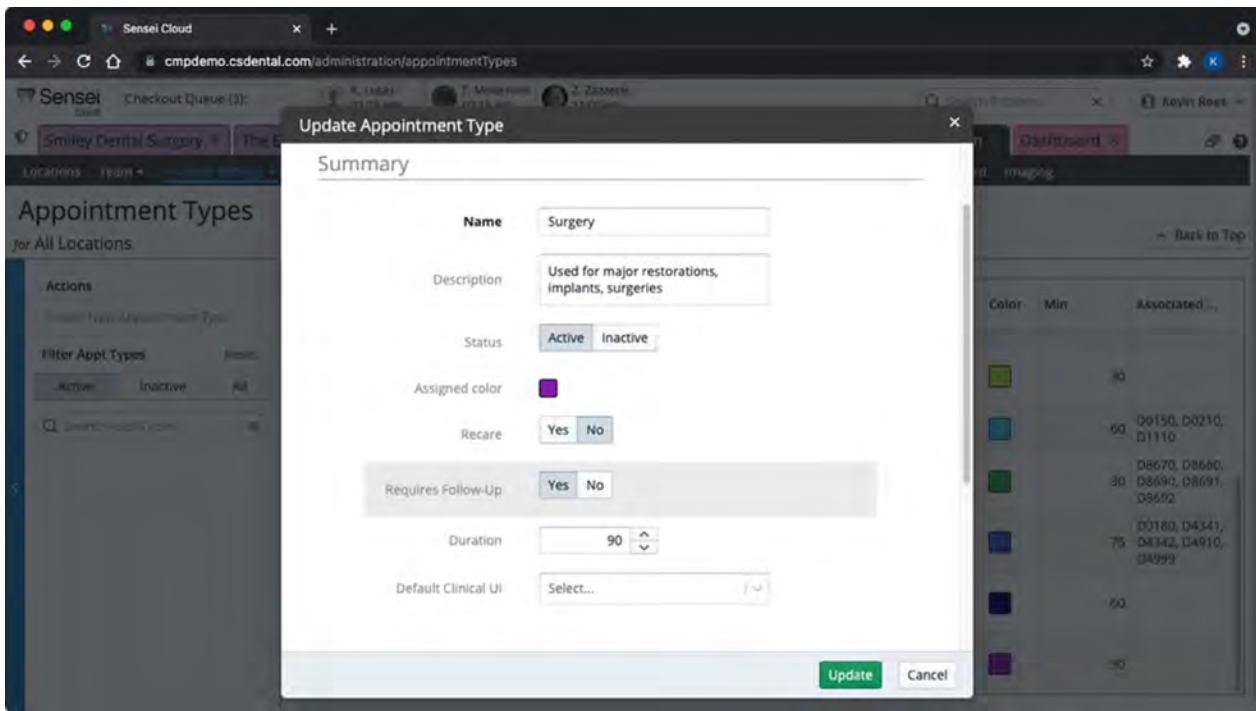 Sensei Cloud
cmpdemo.csdental.com/administration/appointmentTypes
K
Sensei
Checkout Queue (3):
Kevin Rees
Smiley Dental Surgery
Dashboard
Locations Team
Imaging
Appointment Types
for All Locations
Back to Top
Actions
Filter Appt Types
Active Inactive All
Update Appointment Type
Summary
Name Surgery
Description Used for major restorations,
implants, surgeries
Status Active Inactive
Assigned color
Recare Yes No
Requires Follow-Up Yes No
Duration 90
Default Clinical UI Select...
Update Cancel
Color Min Associated ...
60 D0150, D0210,
D1110
D8670, D8680,
D8690, D8691,
D8692
D0180, D4341,
75 D4342, D4910,
D4999
60